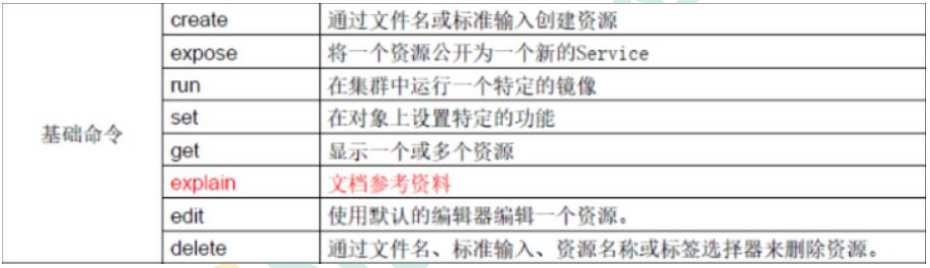 create 通过文件名或标准输入创建资源
expose 将一个资源公开为一个新的Service
run 在集群中运行一个特定的镜像
set 在对象上设置特定的功能
基础命令
get 显示一个或多个资源
explain 文档参考资料
edit 使用默认的编辑器编辑一个资源。
delete 通过文件名、标准输入、资源名称或标签选择器来删除资源。